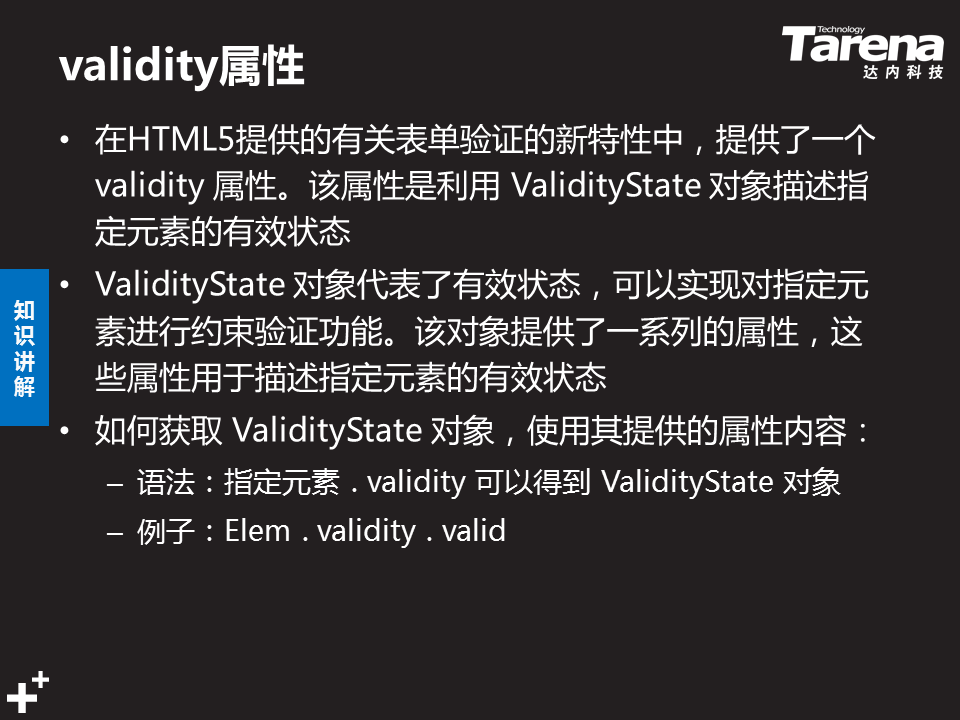 validity属性
Technology
Tarena
达内科技
• 在HTML5提供的有关表单验证的新特性中，提供了一个
validity 属性。该属性是利用 ValidityState 对象描述指
定元素的有效状态
• ValidityState 对象代表了有效状态，可以实现对指定元
素进行约束验证功能。该对象提供了一系列的属性，这
些属性用于描述指定元素的有效状态
• 如何获取 ValidityState 对象，使用其提供的属性内容：
– 语法：指定元素 . validity 可以得到 ValidityState 对象
– 例子：Elem . validity . valid
知
识
讲
解